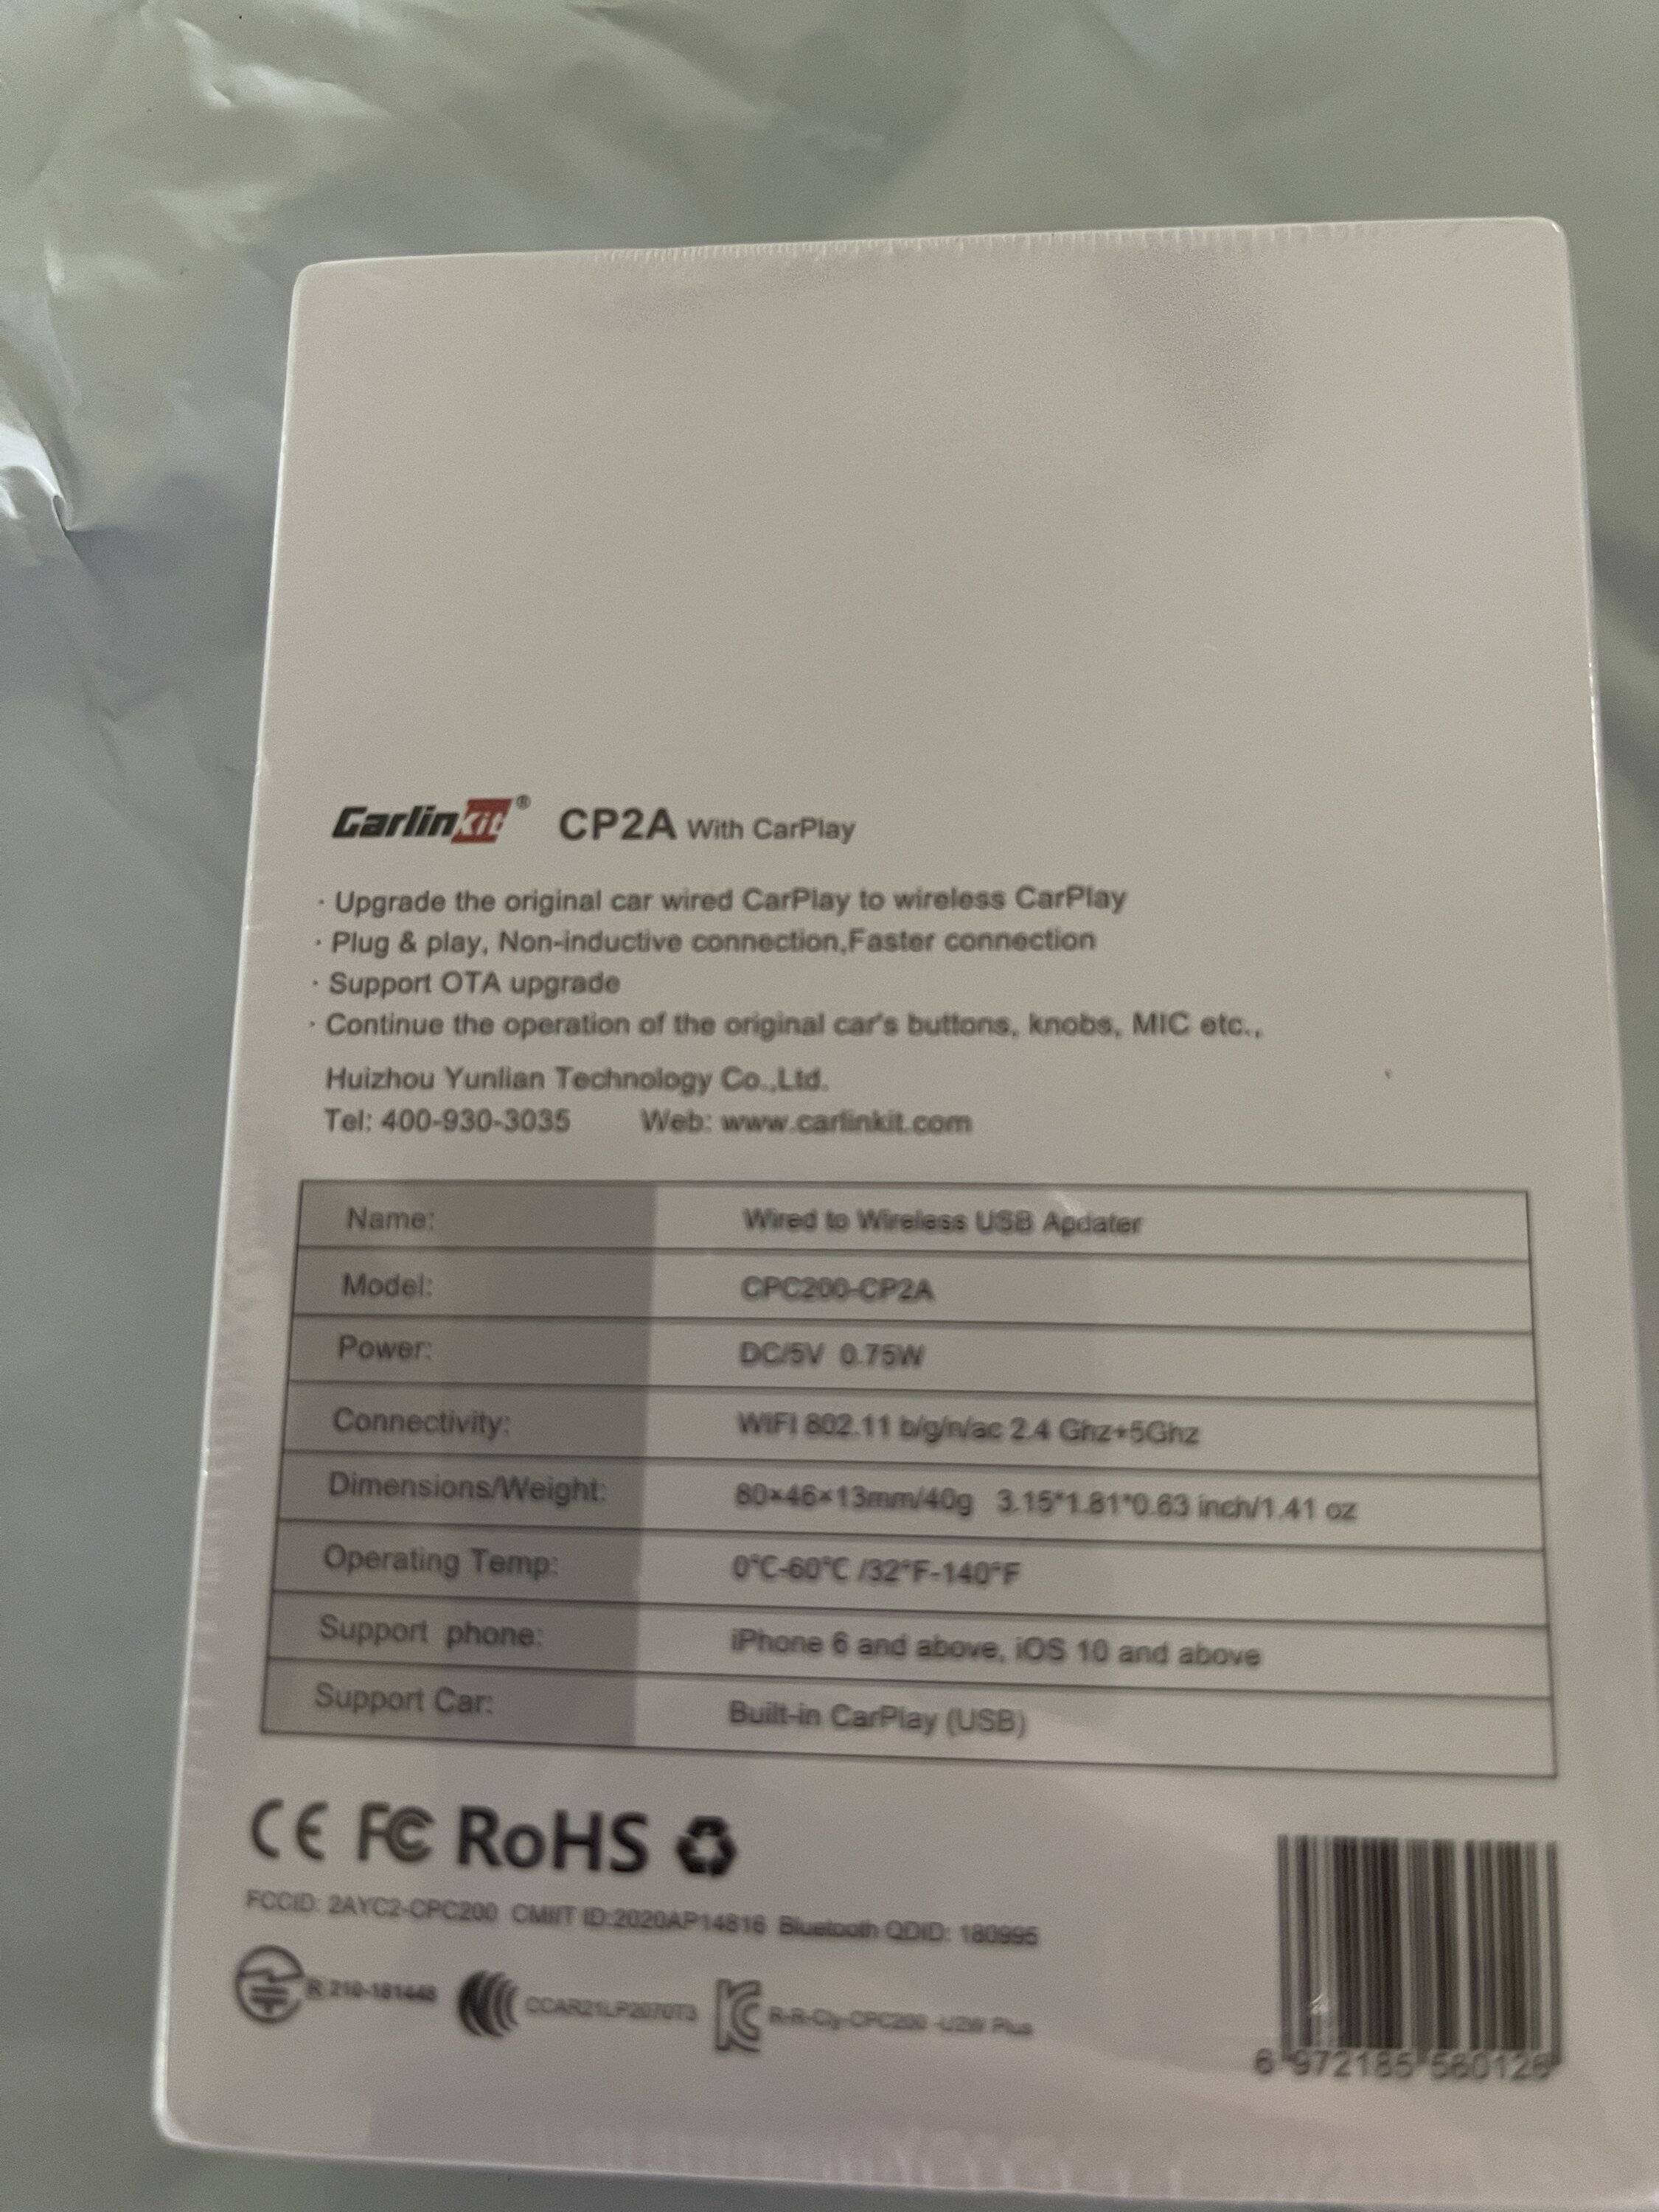 Carlinkit® CP2A With CarPlay
· Upgrade the original car wired CarPlay to wireless CarPlay
· Plug & play, Non-inductive connection,Faster connection
· Support OTA upgrade
· Continue the operation of the original car's buttons, knobs, MIC etc.,
Huizhou Yunlian Technology Co.,Ltd.
Tel: 400-930-3035 Web: www.carlinkit.com
Name: Wired to Wireless USB Apdater
Model: CPC200-CP2A
Power: DC/5V 0.75W
Connectivity: WIFI 802.11 b/g/n/ac 2.4 Ghz+5Ghz
Dimensions/Weight: 80×46×13mm/40g 3.15*1.81*0.63 inch/1.41 oz
Operating Temp: 0°C-60°C /32°F-140°F
Support phone: iPhone 6 and above, iOS 10 and above
Support Car: Built-in CarPlay (USB)
CE FC RoHS
FCCID: 2AYC2-CPC200 CMIIT ID:2020AP14816 Bluetooth QDID: 180995
R 210-181448 CCAR21LP2070T3 R-R-Cly-CPC200 -U2W Plus
6 972185 560126